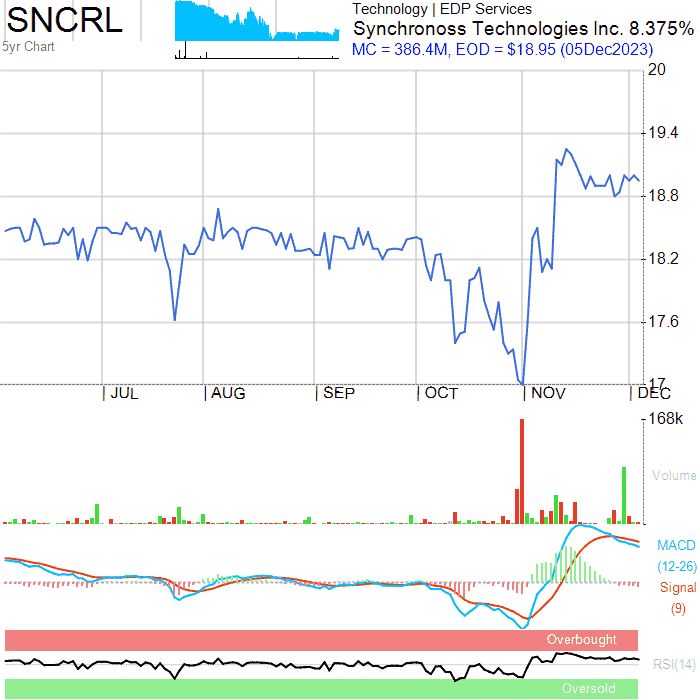 SNCRL
5yr Chart
Technology | EDP Services
Synchronoss Technologies Inc. 8.375%
MC = 386.4M, EOD = $18.95 (05Dec2023)
20
19.4
18.8
18.2
17.6
17
JUL AUG SEP OCT NOV DEC
168k
Volume
MACD
(12-26)
Signal
(9)
Overbought
RSI(14)
Oversold